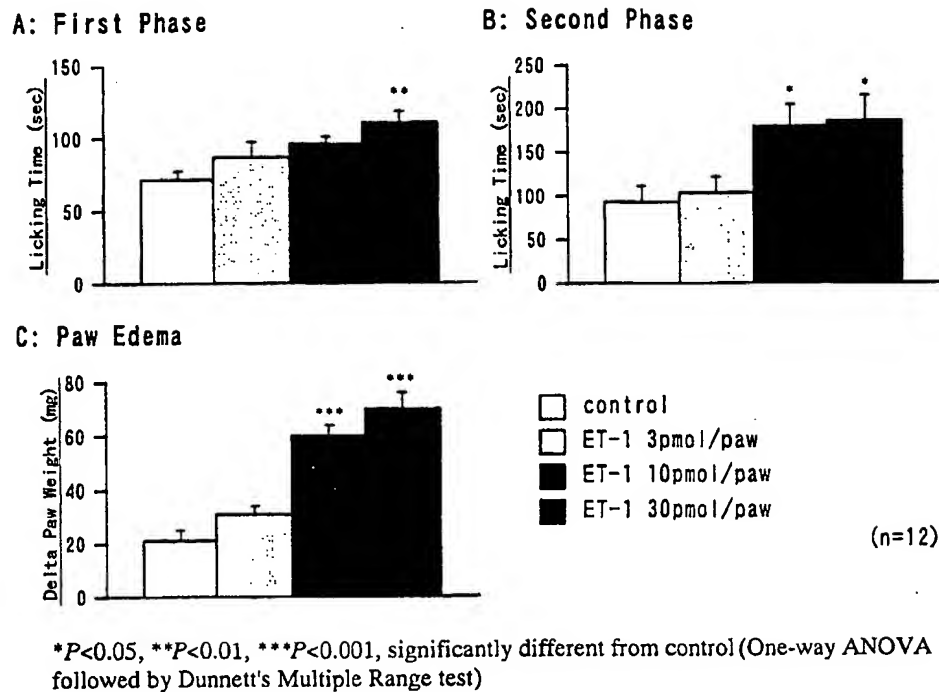 A: First Phase
Licking Time (sec)
150
100
50
0
**
B: Second Phase
Licking Time (sec)
250
200
150
100
50
0
* *
C: Paw Edema
Delta Paw Weight (mg)
80
60
40
20
0
*** ***
control
ET-1 3pmol/paw
ET-1 10pmol/paw
ET-1 30pmol/paw
(n=12)
*P<0.05, **P<0.01, ***P<0.001, significantly different from control (One-way ANOVA
followed by Dunnett's Multiple Range test)